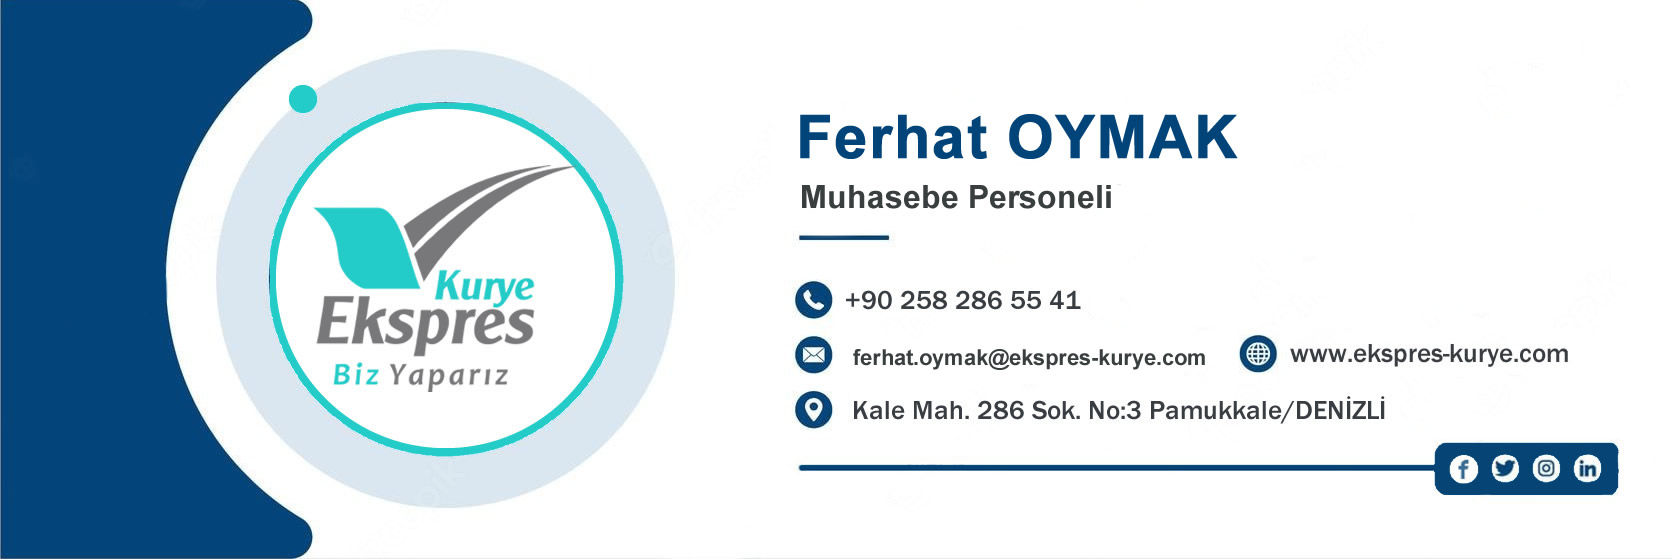 Kurye
Ekspres
Biz Yaparız
Ferhat OYMAK
Muhasebe Personeli
+90 258 286 55 41
ferhat.oymak@ekspres-kurye.com
www.ekspres-kurye.com
Kale Mah. 286 Sok. No:3 Pamukkale/DENİZLİ